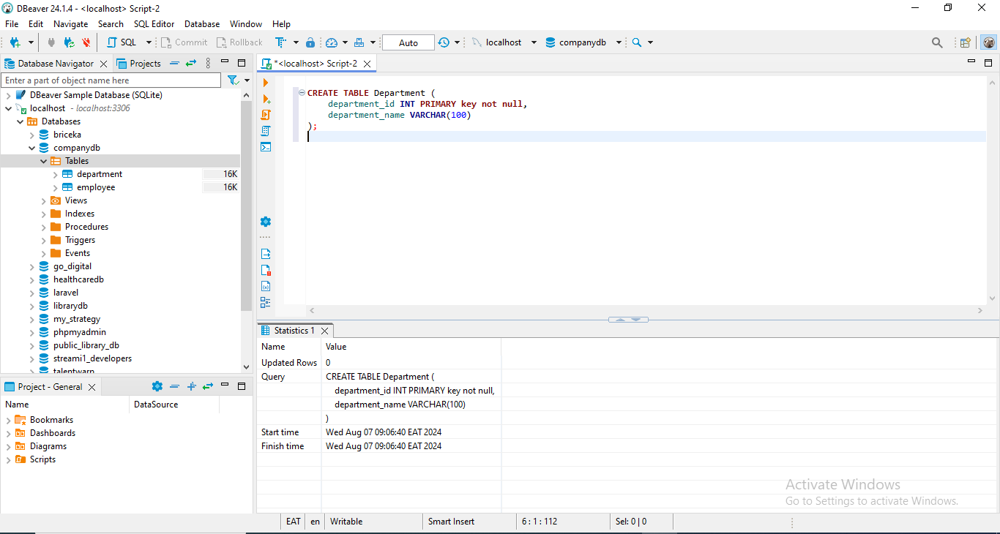 DBeaver 24.1.4 - <localhost> Script-2
File Edit Navigate Search SQL Editor Database Window Help
SQL Commit Rollback Auto localhost companydb
Database Navigator Projects
Enter a part of object name here
DBeaver Sample Database (SQLite)
localhost - localhost:3306
Databases
briceka
companydb
Tables
department 16K
employee 16K
Views
Indexes
Procedures
Triggers
Events
go_digital
healthcaredb
laravel
librarydb
my_strategy
phpmyadmin
public_library_db
streami1_developers
talentwarp
Project - General
Name DataSource
Bookmarks
Dashboards
Diagrams
Scripts
*<localhost> Script-2
CREATE TABLE Department (
department_id INT PRIMARY key not null,
department_name VARCHAR(100)
);
Statistics 1
Name Value
Updated Rows 0
Query CREATE TABLE Department (
department_id INT PRIMARY key not null,
department_name VARCHAR(100)
)
Start time Wed Aug 07 09:06:40 EAT 2024
Finish time Wed Aug 07 09:06:40 EAT 2024
Activate Windows
Go to Settings to activate Windows.
EAT en Writable Smart Insert 6 : 1 : 112 Sel: 0 | 0